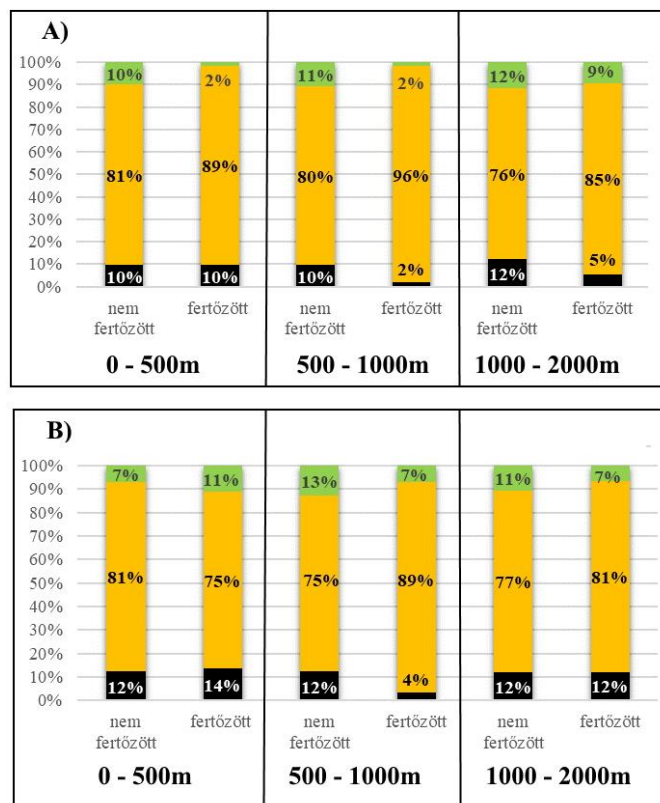 A)
100%
90%
80%
70%
60%
50%
40%
30%
20%
10%
0%
10% 2% 11% 2% 12% 9%
81% 89% 80% 96% 76% 85%
10% 10% 10% 2% 12% 5%
nem fertőzött fertőzött nem fertőzött fertőzött nem fertőzött fertőzött
0 - 500m 500 - 1000m 1000 - 2000m
B)
100%
90%
80%
70%
60%
50%
40%
30%
20%
10%
0%
7% 11% 13% 7% 11% 7%
81% 75% 75% 89% 77% 81%
12% 14% 12% 4% 12% 12%
nem fertőzött fertőzött nem fertőzött fertőzött nem fertőzött fertőzött
0 - 500m 500 - 1000m 1000 - 2000m